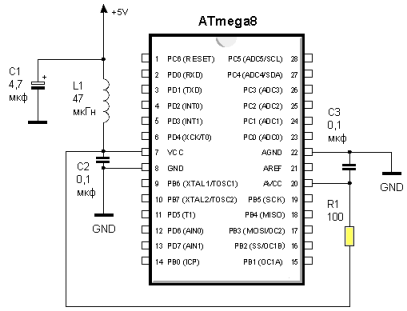 +5V
ATmega8
C1
4,7
мкф
L1
47
мкГн
C2
0,1
мкф
GND
1 PC6 (RESET) PC5 (ADC5/SCL) 28
2 PD0 (RXD) PC4 (ADC4/SDA) 27
3 PD1 (TXD) PC3 (ADC3) 26
4 PD2 (INT0) PC2 (ADC2) 25
5 PD3 (INT1) PC1 (ADC1) 24
6 PD4 (XCK/T0) PC0 (ADC0) 23
7 VCC AGND 22
8 GND AREF 21
9 PB6 (XTAL1/TOSC1) AVCC 20
10 PB7 (XTAL2/TOSC2) PB5 (SCK) 19
11 PD5 (T1) PB4 (MISO) 18
12 PD6 (AIN0) PB3 (MOSI/OC2) 17
13 PD7 (AIN1) PB2 (SS/OC1B) 16
14 PB0 (ICP) PB1 (OC1A) 15
C3
0,1
мкф
GND
R1
100